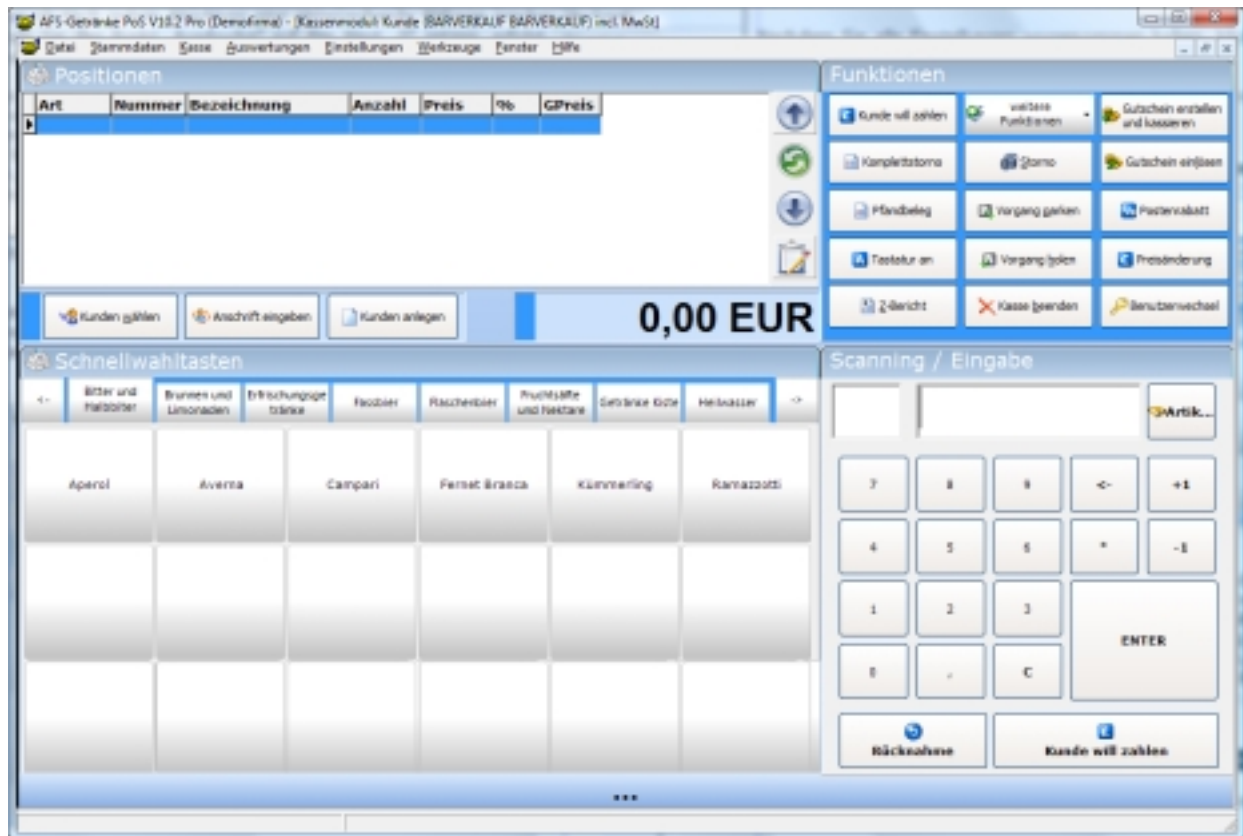 AFS-Getränke PoS V10.2 Pro (Demofirma) - [Kassenmodul: Kunde (BARVERKAUF BARVERKAUF) incl. MwSt]
Datei Stammdaten Kasse Auswertungen Einstellungen Werkzeuge Fenster Hilfe
Positionen
Art Nummer Bezeichnung Anzahl Preis % GPreis
Kunden wählen Anschrift eingeben Kunden anlegen
0,00 EUR
Funktionen
Kunde will zahlen weitere Funktionen Gutschein erstellen und kassieren
Komplettstorno Storno Gutschein einlösen
Pfandbeleg Vorgang parken Postenrabatt
Tastatur an Vorgang holen Preisänderung
Z-Bericht Kasse beenden Benutzerwechsel
Schnellwahltasten
<- Bitter und Halbbitter Brunnen und Limonaden Erfrischungsgetränke Fassbier Flaschenbier Fruchtsäfte und Nektare Getränke Kiste Heilwasser ->
Aperol Averna Campari Fernet Branca Kümmerling Ramazzotti
Scanning / Eingabe
Artik...
7 8 9 <- +1
4 5 6 * -1
1 2 3
ENTER
0 , C
Rücknahme Kunde will zahlen
...